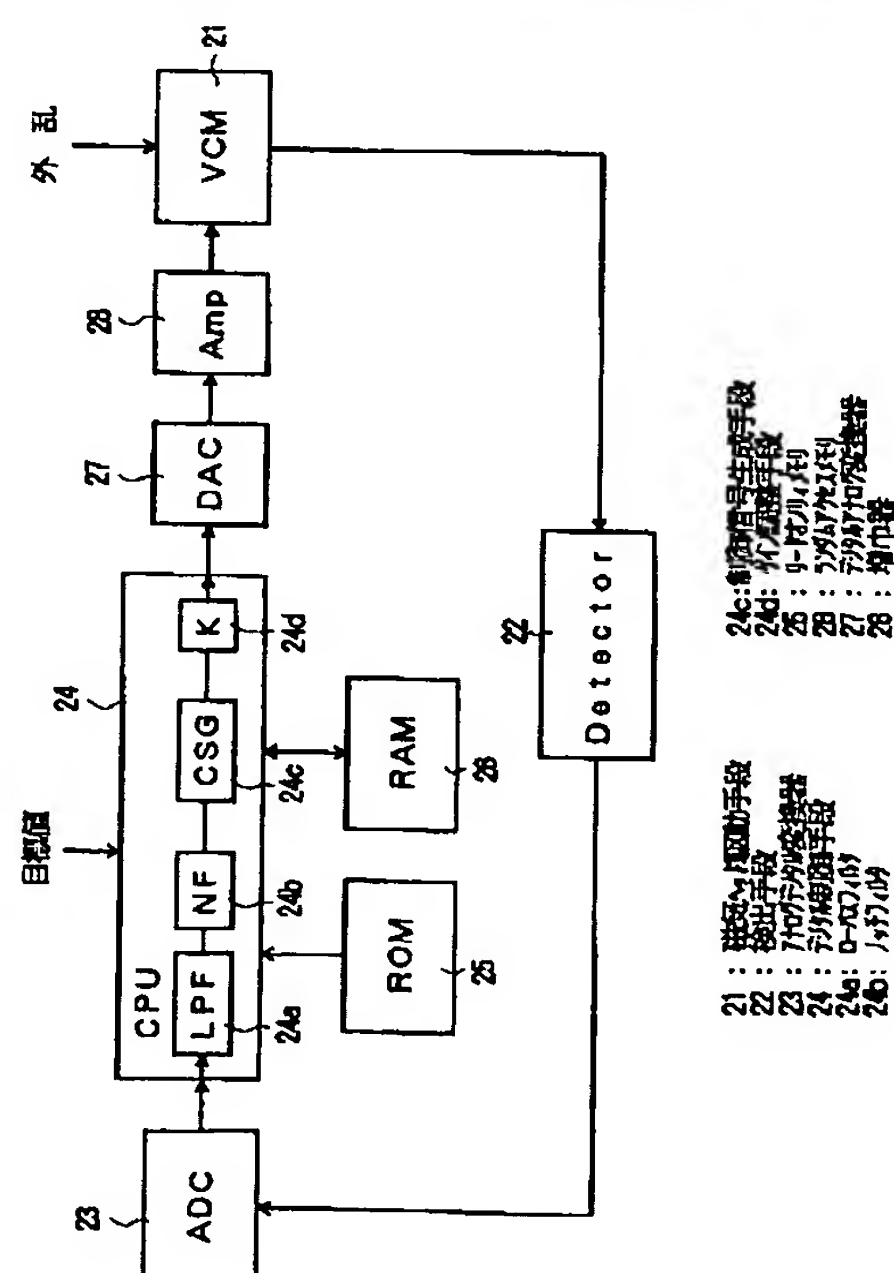 外乱
21
VCM
28
Amp
27
DAC
目標値
24
CPU
LPF
24a
NF
24b
CSG
24c
K
24d
ROM
25
RAM
26
23
ADC
22
Detector
21 : 磁気ヘッド駆動手段
22 : 検出手段
23 : アナログデジタル変換器
24 : デジタル制御手段
24a: ローパスフィルタ
24b: ノッチフィルタ
24c: 制御信号生成手段
24d: ゲイン調整手段
25 : リードオンリィメモリ
26 : ランダムアクセスメモリ
27 : デジタルアナログ変換器
28 : 増巾器